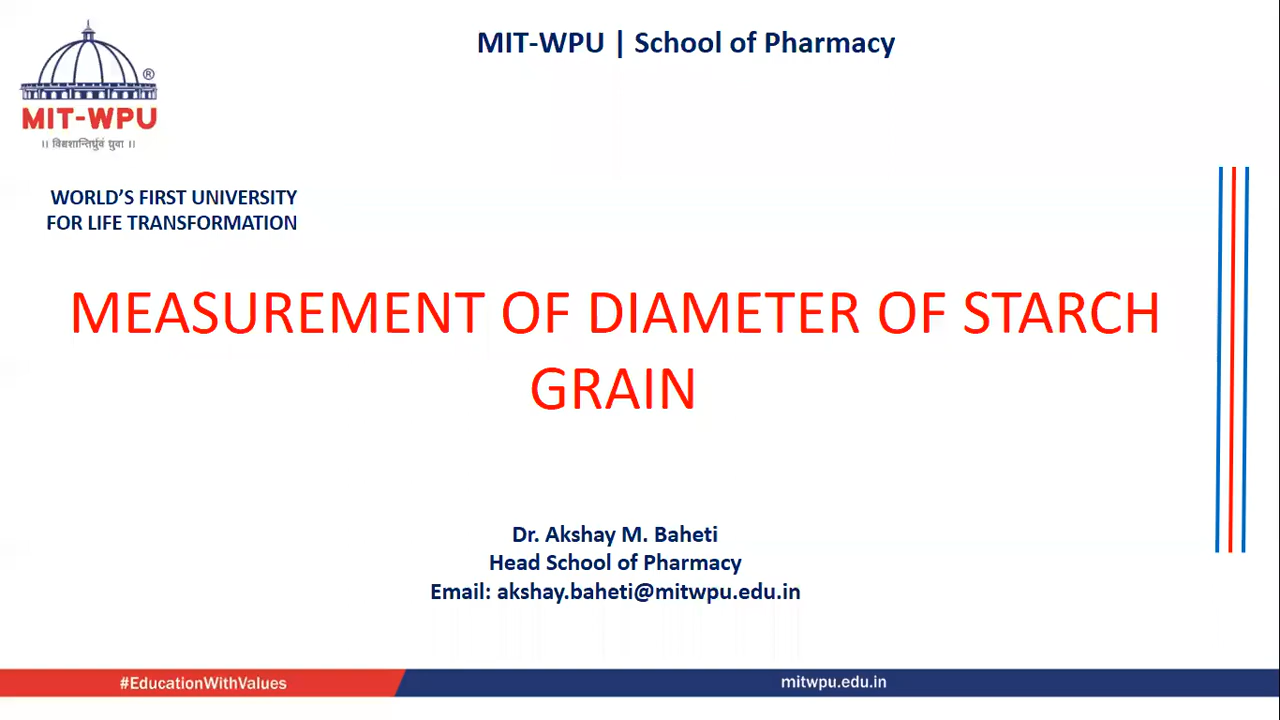 MIT-WPU | School of Pharmacy
®
MIT-WPU
॥ विश्वशान्तिर्ध्रुवं ध्रुवा ॥
WORLD'S FIRST UNIVERSITY
FOR LIFE TRANSFORMATION
MEASUREMENT OF DIAMETER OF STARCH
GRAIN
Dr. Akshay M. Baheti
Head School of Pharmacy
Email: akshay.baheti@mitwpu.edu.in
#EducationWithValues
mitwpu.edu.in